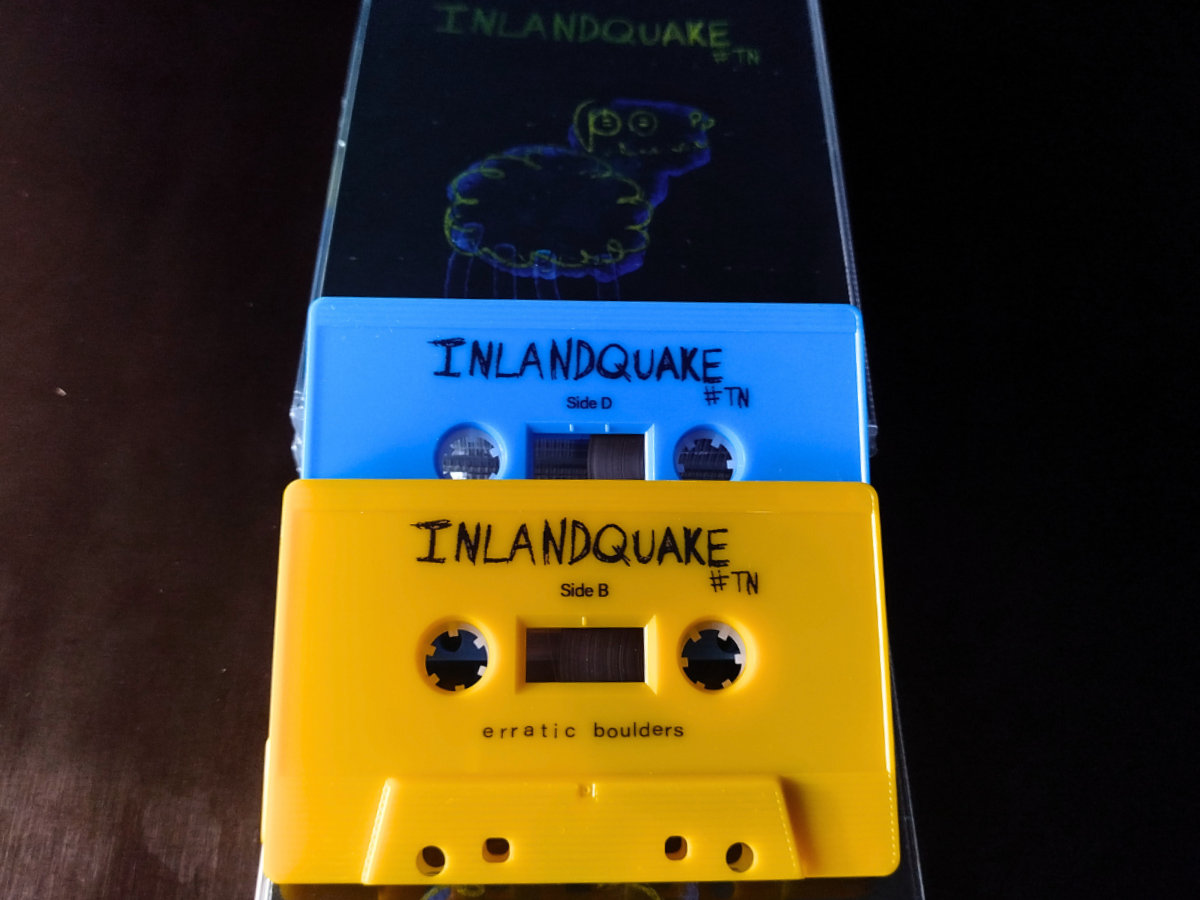 INLANDQUAKE
#TN
INLANDQUAKE
#TN
Side D
INLANDQUAKE
#TN
Side B
erratic boulders